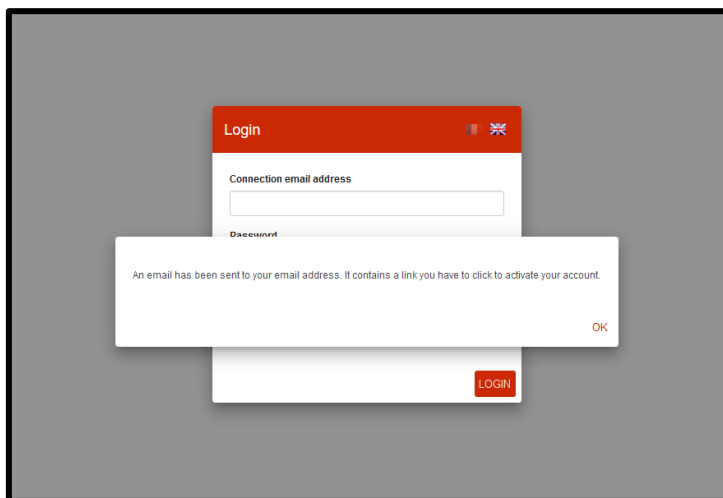 Login
Connection email address
Password
An email has been sent to your email address. It contains a link you have to click to activate your account.
OK
LOGIN